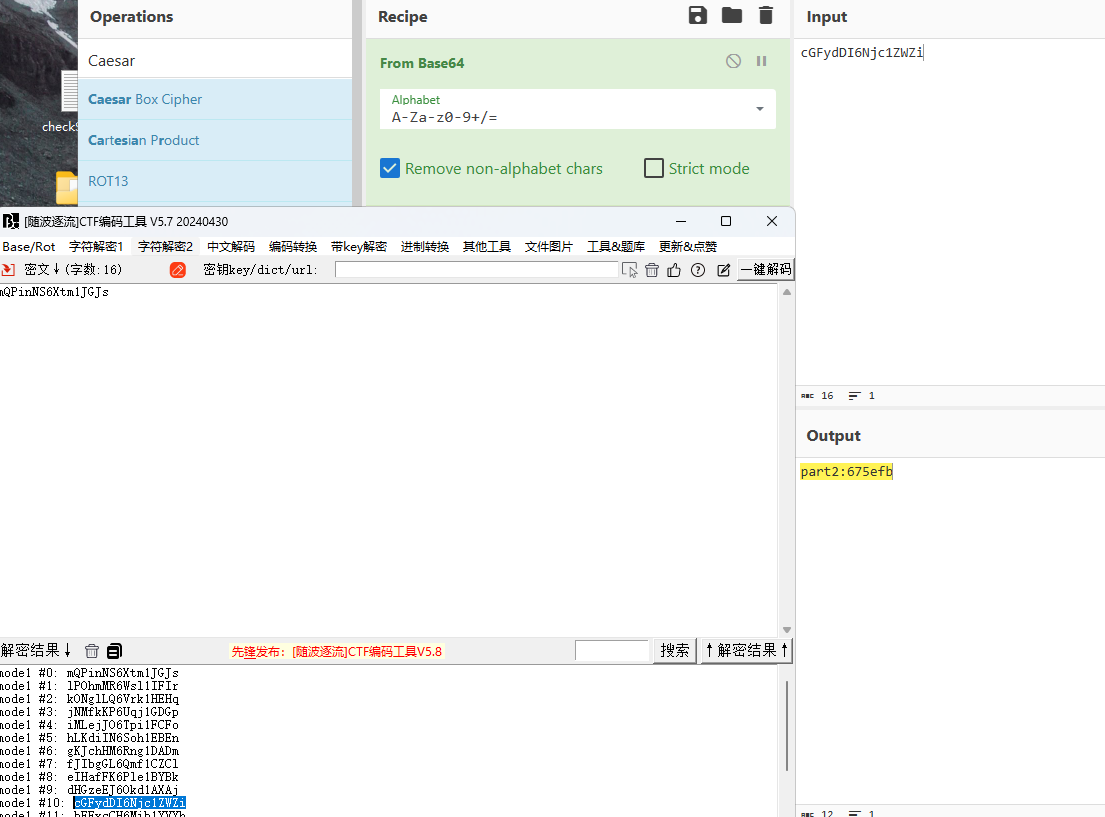 Operations
Recipe
Input
Caesar
Caesar Box Cipher
Cartesian Product
ROT13
From Base64
Alphabet
A-Za-z0-9+/=
Remove non-alphabet chars
Strict mode
cGFydDI6Njc1ZWZi
16
1
Output
part2:675efb
12
1
[随波逐流]CTF编码工具 V5.7 20240430
Base/Rot 字符解密1 字符解密2 中文解码 编码转换 带key解密 进制转换 其他工具 文件图片 工具&题库 更新&点赞
密文↓(字数:16)
密钥key/dict/url:
一键解码
mQPinNS6Xtm1JGJs
解密结果↓
先锋发布: [随波逐流]CTF编码工具V5.8
搜索
↑解密结果↑
model #0: mQPinNS6Xtm1JGJs
model #1: lPOhmMR6Wsl1IFIr
model #2: kONglLQ6Vrk1HEHq
model #3: jNMfkKP6Uqj1GDGp
model #4: iMLejJO6Tpi1FCFo
model #5: hLKdiIN6Soh1EBEn
model #6: gKJchHM6Rng1DADm
model #7: fJIbgGL6Qmf1CZCl
model #8: eIHafFK6Ple1BYBk
model #9: dHGzeEJ6Okd1AXAj
model #10: cGFydDI6Njc1ZWZi